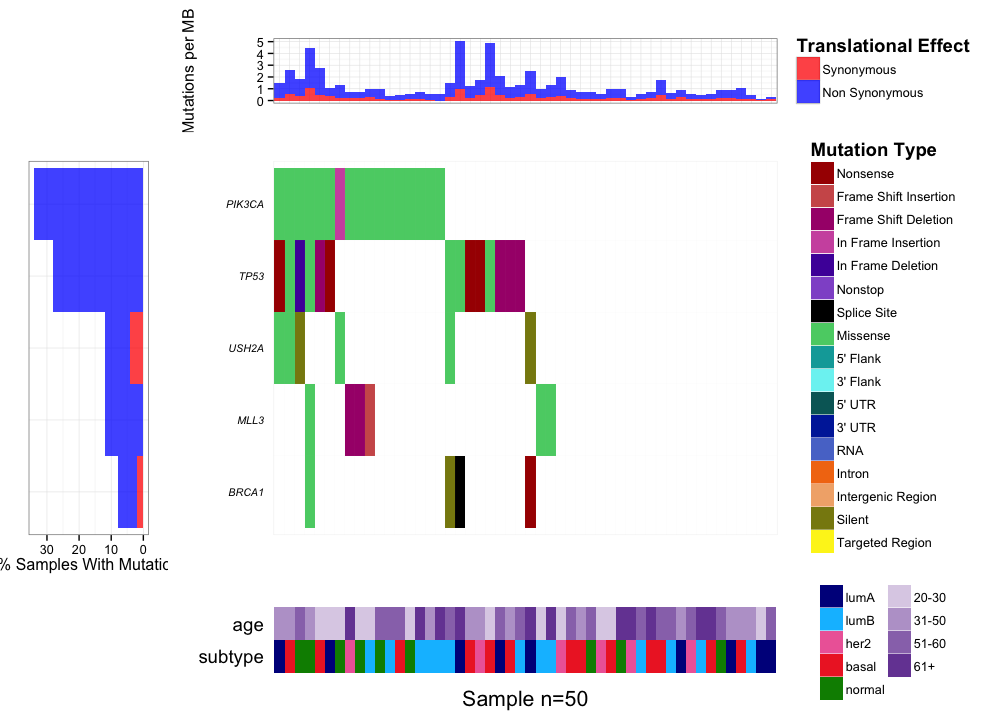 Mutations per MB
5
4
3
2
1
0
Translational Effect
Synonymous
Non Synonymous
PIK3CA
TP53
USH2A
MLL3
BRCA1
30 20 10 0
% Samples With Mutatic
Mutation Type
Nonsense
Frame Shift Insertion
Frame Shift Deletion
In Frame Insertion
In Frame Deletion
Nonstop
Splice Site
Missense
5' Flank
3' Flank
5' UTR
3' UTR
RNA
Intron
Intergenic Region
Silent
Targeted Region
age
subtype
Sample n=50
lumA 20-30
lumB 31-50
her2 51-60
basal 61+
normal